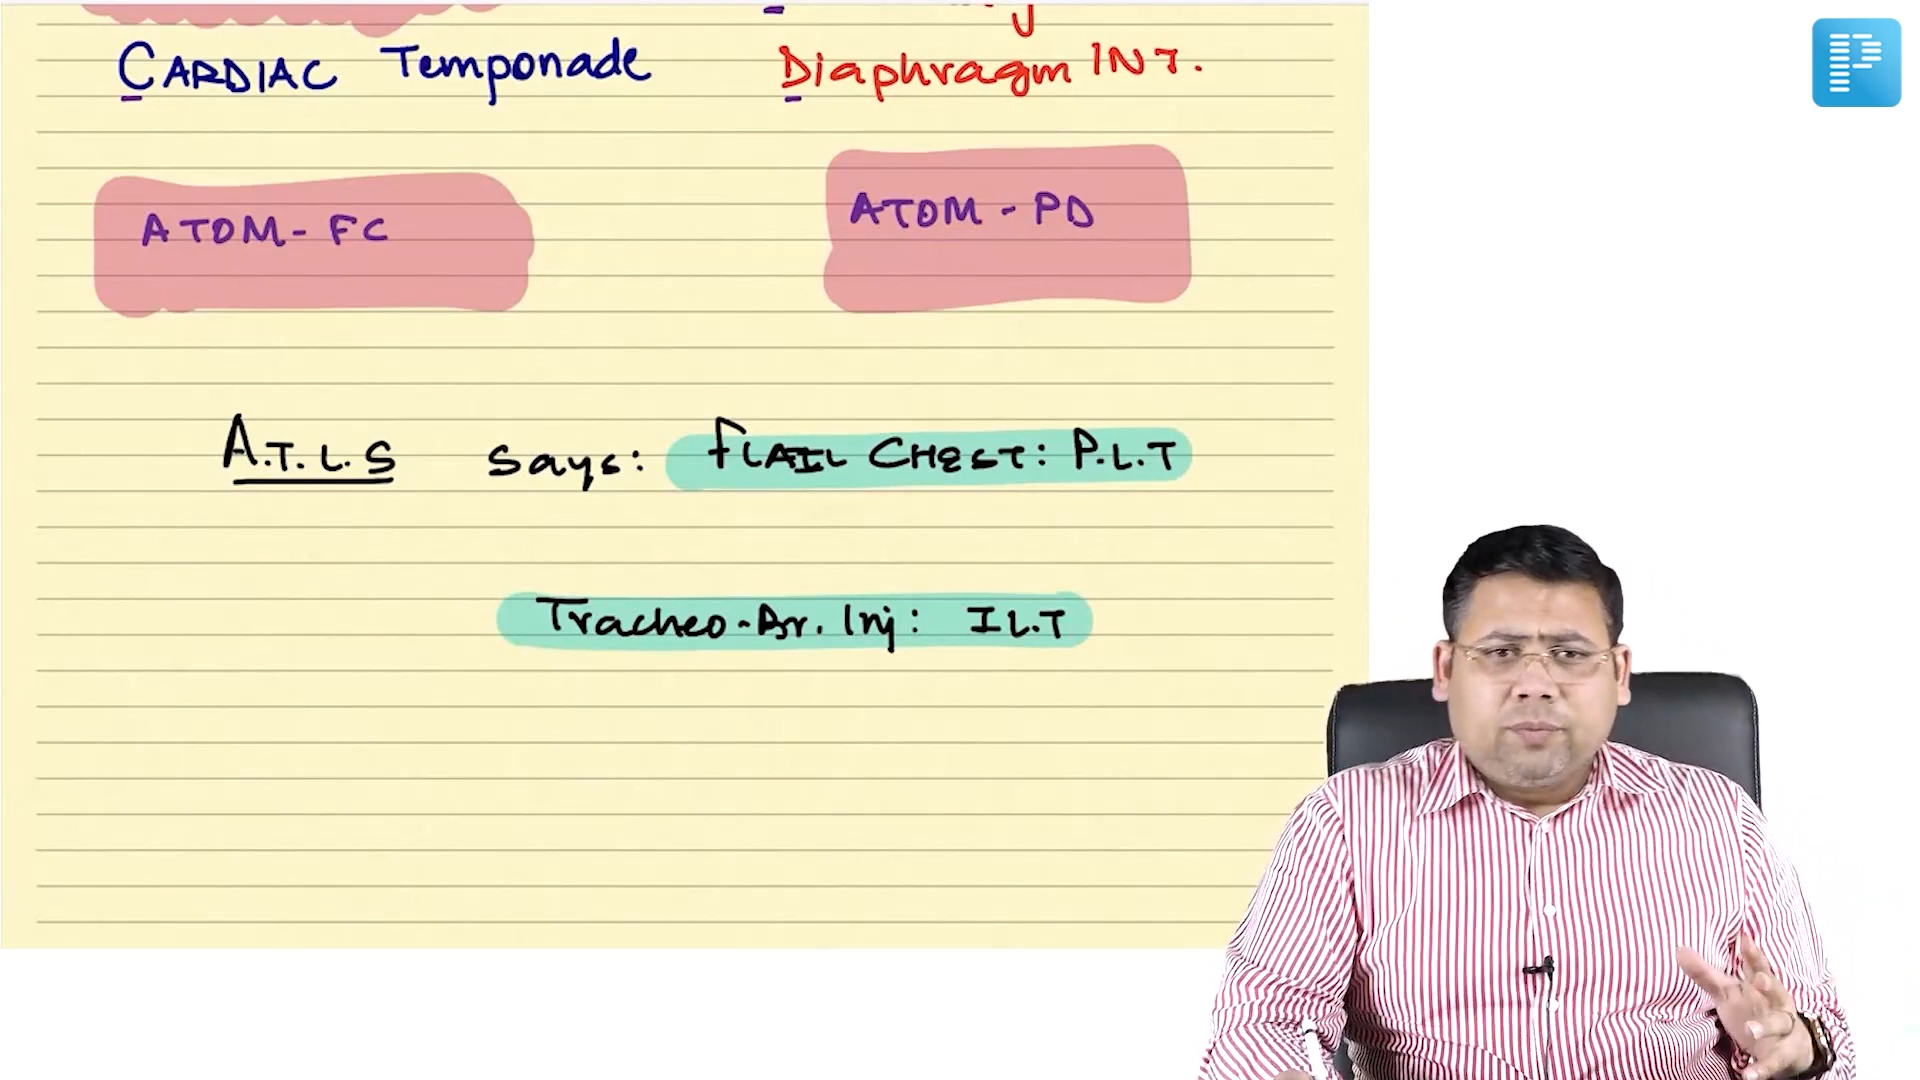 CARDIAC Temponade
Diaphragm INJ.
ATOM - FC
ATOM - PD
A.T.L.S says: FLAIL CHEST: P.L.T
Tracheo-Br. Inj: I L.T